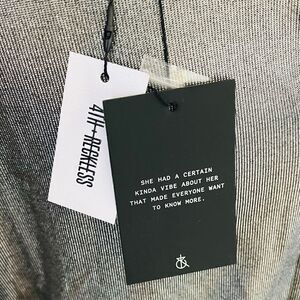 4TH + RECKLESS
SHE HAD A CERTAIN
KINDA VIBE ABOUT HER
THAT MADE EVERYONE WANT
TO KNOW MORE.